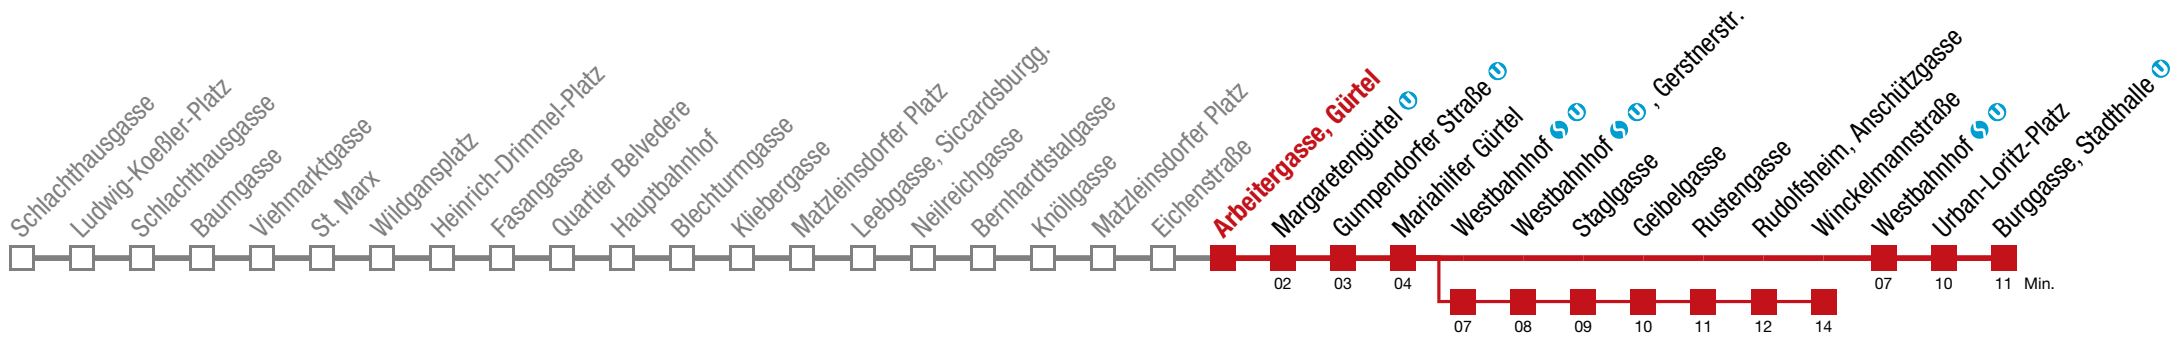 Schlachthausgasse
Ludwig-Koeßler-Platz
Schlachthausgasse
Baumgasse
Viehmarktgasse
St. Marx
Wildgansplatz
Heinrich-Drimmel-Platz
Fasangasse
Quartier Belvedere
Hauptbahnhof
Blechturmgasse
Kliebergasse
Matzleinsdorfer Platz
Leebgasse, Siccardsburgg.
Neilreichgasse
Bernhardtstalgasse
Knöllgasse
Matzleinsdorfer Platz
Eichenstraße
Arbeitergasse, Gürtel
Margaretengürtel U
Gumpendorfer Straße U
Mariahilfer Gürtel
Westbahnhof S U
Westbahnhof S U , Gerstnerstr.
Staglgasse
Geibelgasse
Rustengasse
Rudolfsheim, Anschützgasse
Winckelmannstraße
Westbahnhof S U
Urban-Loritz-Platz
Burggasse, Stadthalle U
02 03 04 07 10 11 Min.
07 08 09 10 11 12 14